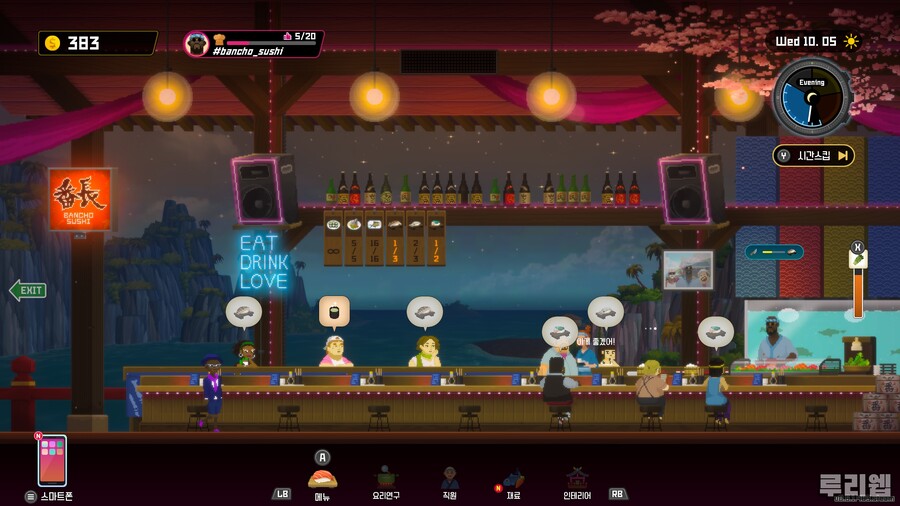 383
5/20
#bancho_sushi
Wed 10. 05
Evening
Y 시간스킵
番長
BANCHO
SUSHI
EAT
DRINK
LOVE
∞ 5/5 16/16 1/3 2/3 1/2
X
EXIT
N
스마트폰
A
LB 메뉴 요리연구 직원 N 재료 인테리어 RB
루리웹